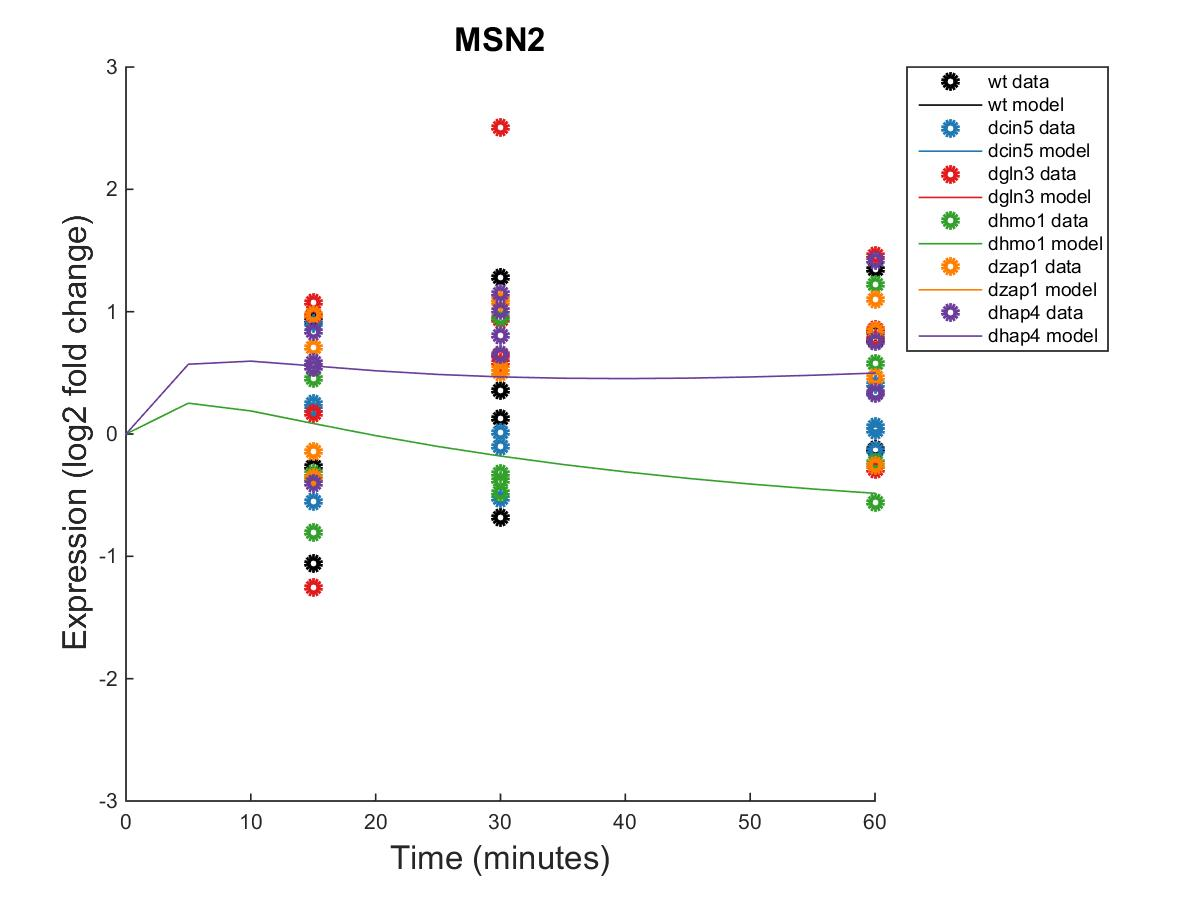 MSN2
3
2
1
0
-1
-2
-3
Expression (log2 fold change)
0 10 20 30 40 50 60
Time (minutes)
wt data
wt model
dcin5 data
dcin5 model
dgln3 data
dgln3 model
dhmo1 data
dhmo1 model
dzap1 data
dzap1 model
dhap4 data
dhap4 model